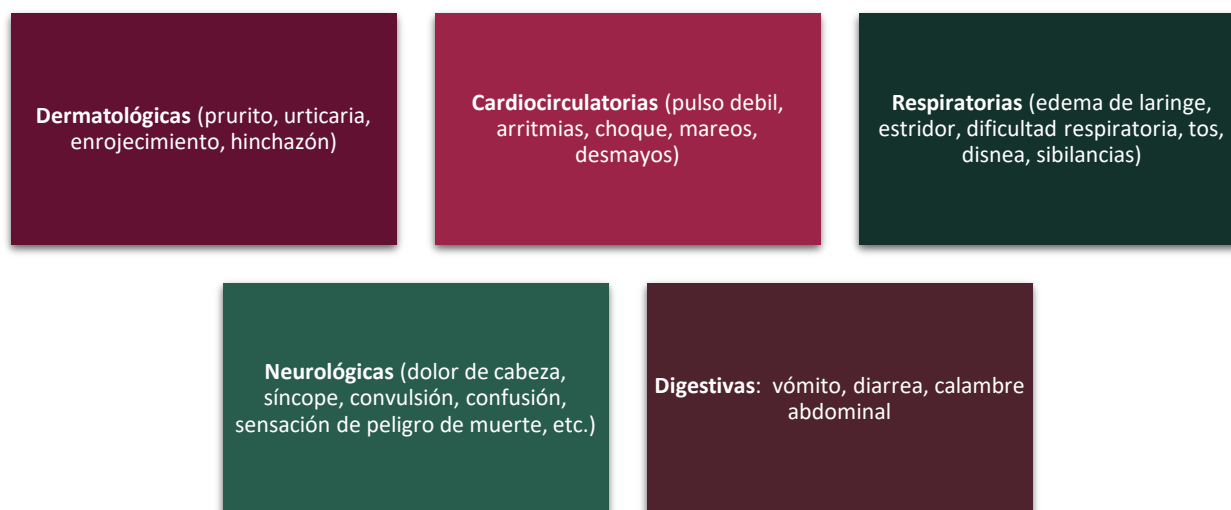 Dermatológicas (prurito, urticaria,
enrojecimiento, hinchazón)
Cardiocirculatorias (pulso debil,
arritmias, choque, mareos,
desmayos)
Respiratorias (edema de laringe,
estridor, dificultad respiratoria, tos,
disnea, sibilancias)
Neurológicas (dolor de cabeza,
síncope, convulsión, confusión,
sensación de peligro de muerte, etc.)
Digestivas:  vómito, diarrea, calambre
abdominal